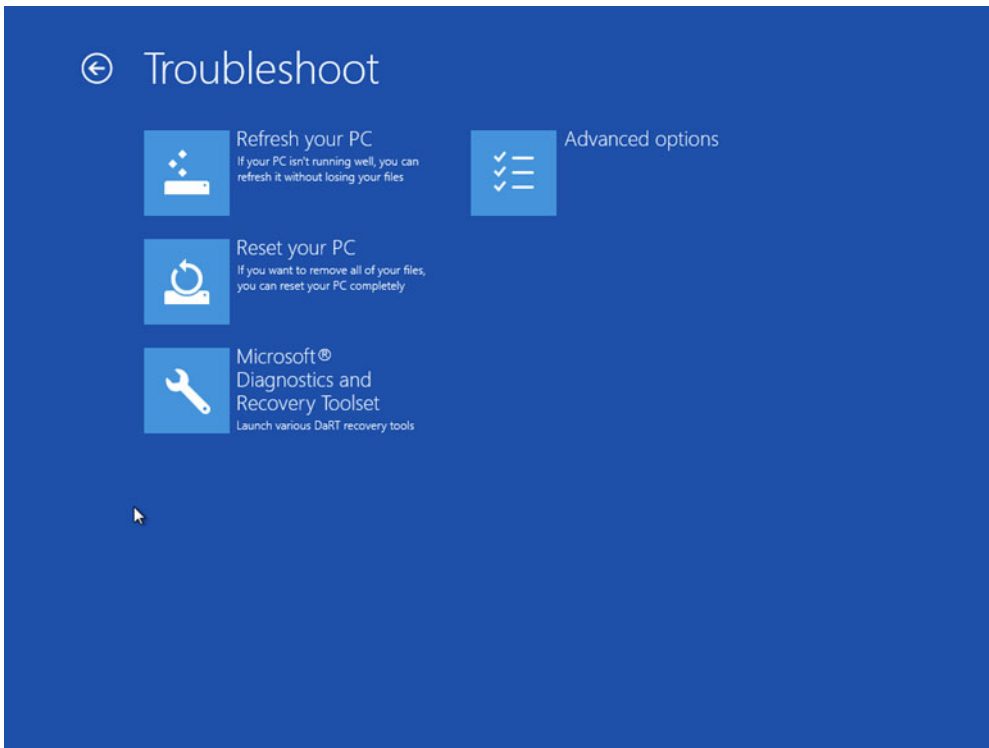 Troubleshoot
Refresh your PC
If your PC isn't running well, you can
refresh it without losing your files
Reset your PC
If you want to remove all of your files,
you can reset your PC completely
Microsoft®
Diagnostics and
Recovery Toolset
Launch various DaRT recovery tools
Advanced options